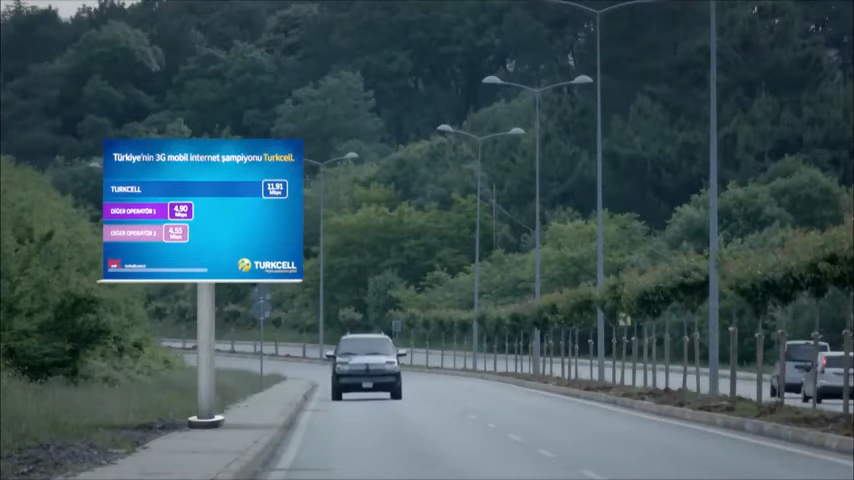 Türkiye'nin 3G mobil internet şampiyonu Turkcell.
TURKCELL
11,91
Mbps
DİĞER OPERATÖR 1
4,90
Mbps
DİĞER OPERATÖR 2
4,55
Mbps
TURKCELL